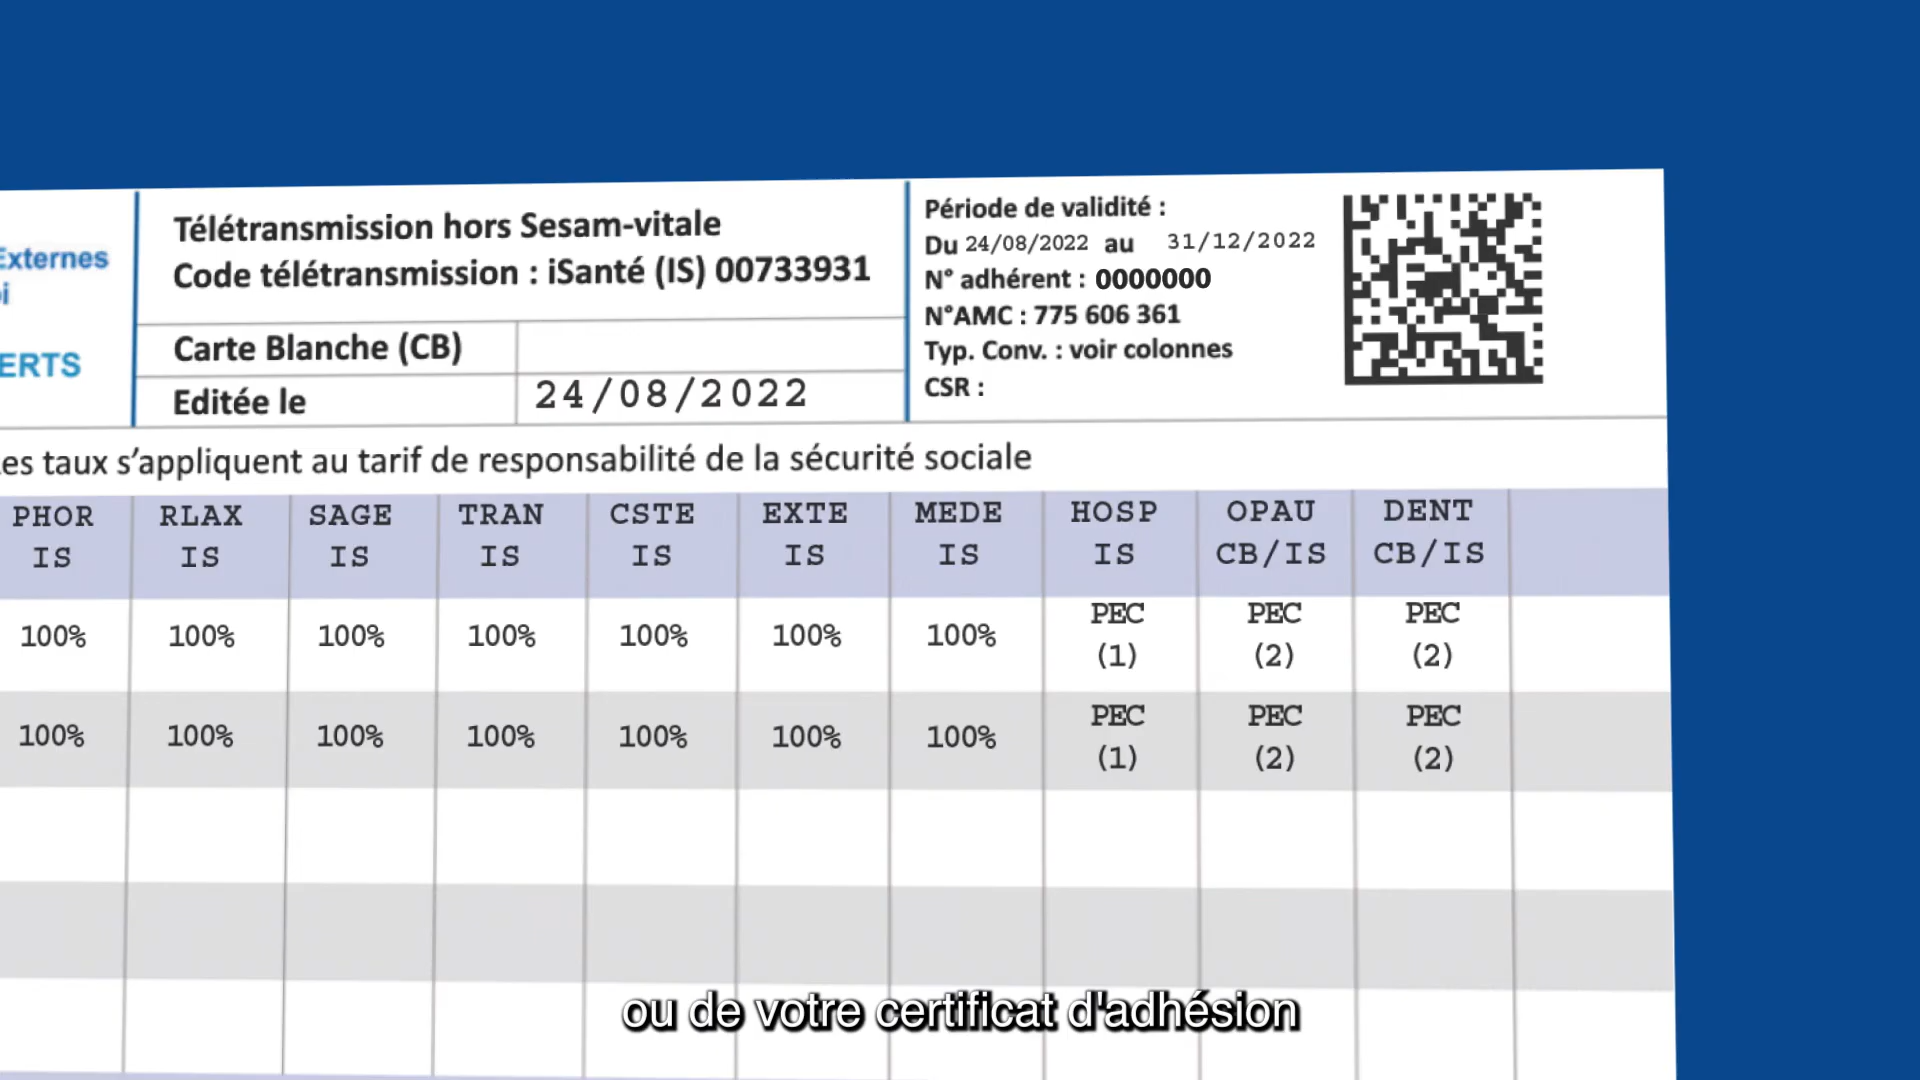 Externes
ERTS
Télétransmission hors Sesam-vitale
Code télétransmission : iSanté (IS) 00733931
Carte Blanche (CB)
Editée le 24/08/2022
Période de validité :
Du 24/08/2022 au 31/12/2022
N° adhérent : 0000000
N°AMC : 775 606 361
Typ. Conv. : voir colonnes
CSR :
es taux s'appliquent au tarif de responsabilité de la sécurité sociale
PHOR RLAX SAGE TRAN CSTE EXTE MEDE HOSP OPAU DENT
IS IS IS IS IS IS IS IS CB/IS CB/IS
100% 100% 100% 100% 100% 100% 100% PEC PEC PEC
(1) (2) (2)
100% 100% 100% 100% 100% 100% 100% PEC PEC PEC
(1) (2) (2)
ou de votre certificat d'adhésion